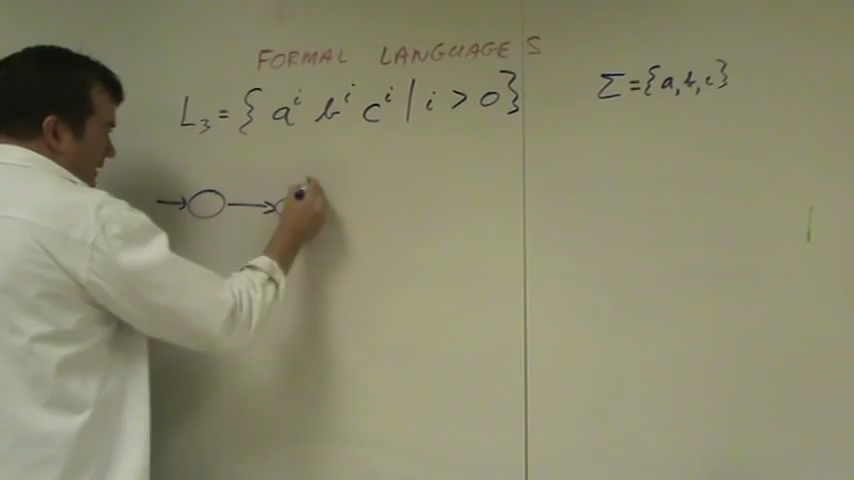 FORMAL LANGUAGES
L₃ = { aⁱ bⁱ cⁱ | i > 0 }
Σ = {a, b, c}